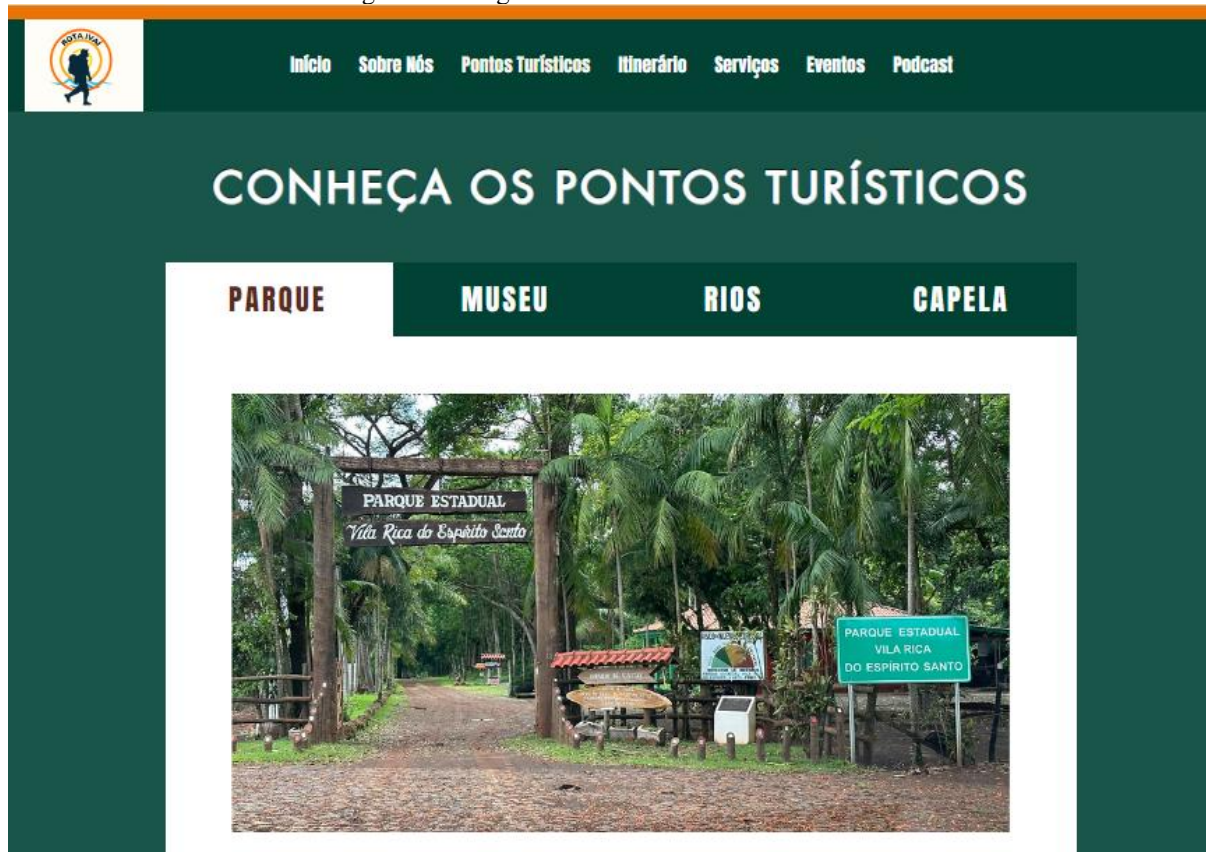 ROTA IVAÍ
Início Sobre Nós Pontos Turísticos Itinerário Serviços Eventos Podcast
CONHEÇA OS PONTOS TURÍSTICOS
PARQUE MUSEU RIOS CAPELA
PARQUE ESTADUAL
Vila Rica do Espírito Santo
PARQUE ESTADUAL
VILA RICA
DO ESPÍRITO SANTO